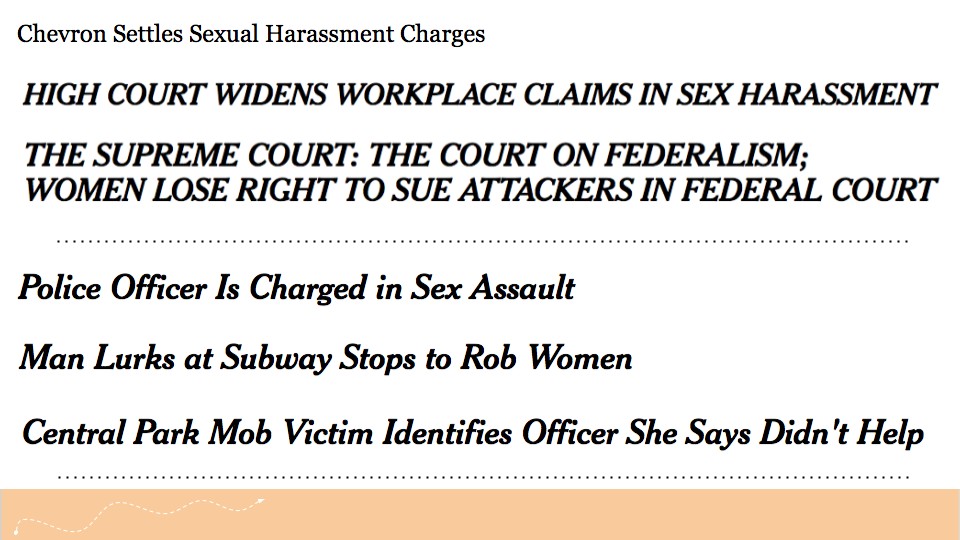 Chevron Settles Sexual Harassment Charges
HIGH COURT WIDENS WORKPLACE CLAIMS IN SEX HARASSMENT
THE SUPREME COURT: THE COURT ON FEDERALISM;
WOMEN LOSE RIGHT TO SUE ATTACKERS IN FEDERAL COURT
Police Officer Is Charged in Sex Assault
Man Lurks at Subway Stops to Rob Women
Central Park Mob Victim Identifies Officer She Says Didn't Help